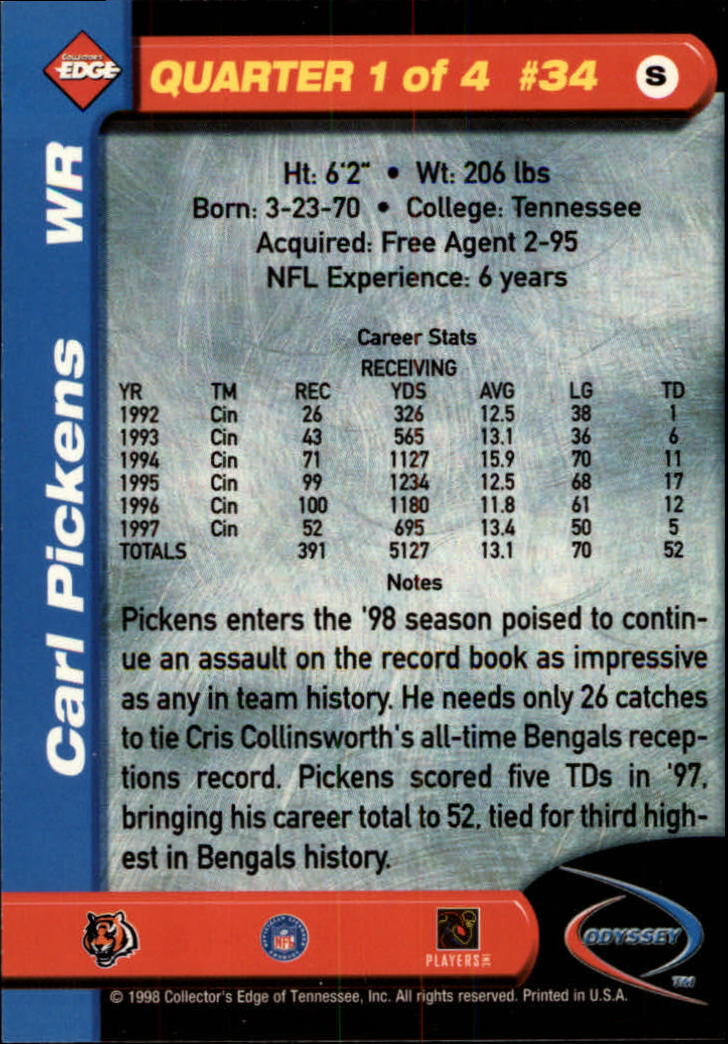 COLLECTOR'S
EDGE
QUARTER 1 of 4 #34 S
Carl Pickens WR
Ht: 6'2" • Wt: 206 lbs
Born: 3-23-70 • College: Tennessee
Acquired: Free Agent 2-95
NFL Experience: 6 years
Career Stats
RECEIVING
YR TM REC YDS AVG LG TD
1992 Cin 26 326 12.5 38 1
1993 Cin 43 565 13.1 36 6
1994 Cin 71 1127 15.9 70 11
1995 Cin 99 1234 12.5 68 17
1996 Cin 100 1180 11.8 61 12
1997 Cin 52 695 13.4 50 5
TOTALS 391 5127 13.1 70 52
Notes
Pickens enters the '98 season poised to contin-
ue an assault on the record book as impressive
as any in team history. He needs only 26 catches
to tie Cris Collinsworth's all-time Bengals recep-
tions record. Pickens scored five TDs in '97,
bringing his career total to 52, tied for third high-
est in Bengals history.
NFL
PLAYERS INC
ODYSSEY
TM
© 1998 Collector's Edge of Tennessee, Inc. All rights reserved. Printed in U.S.A.